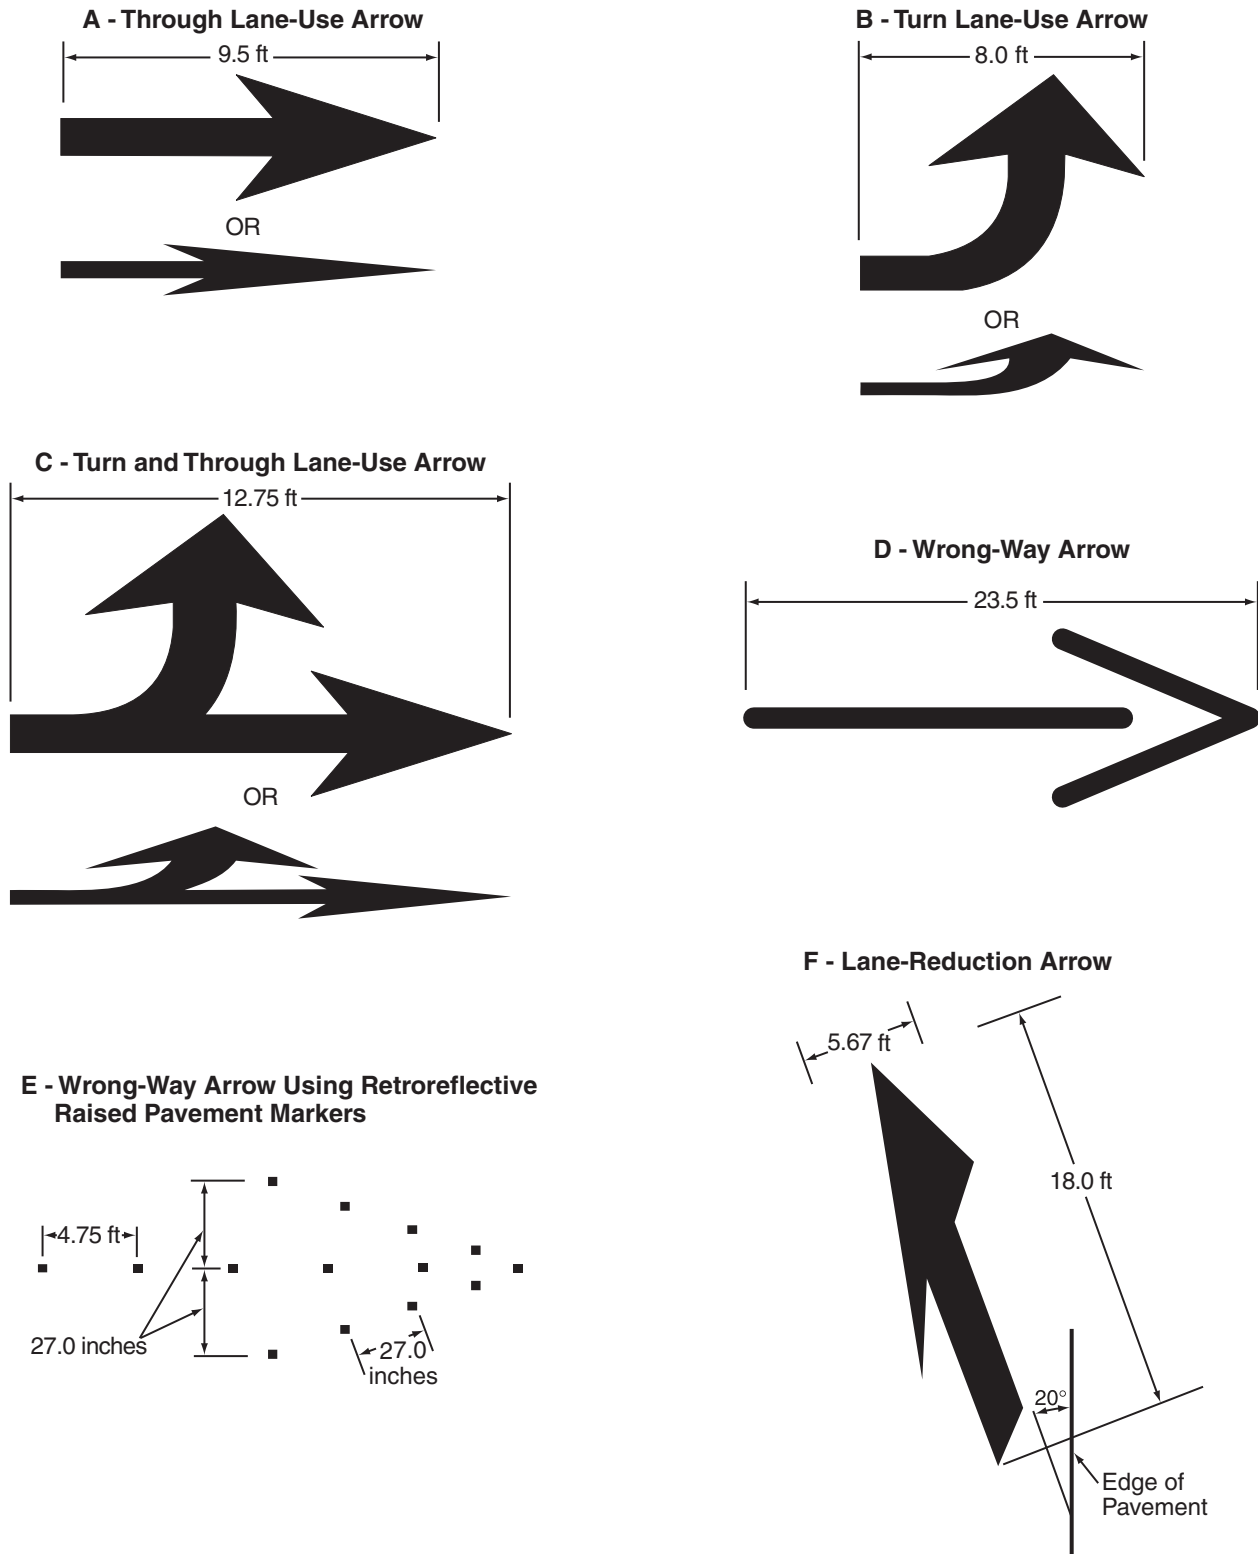 A - Through Lane-Use Arrow
9.5 ft
OR
B - Turn Lane-Use Arrow
8.0 ft
OR
C - Turn and Through Lane-Use Arrow
12.75 ft
OR
D - Wrong-Way Arrow
23.5 ft
E - Wrong-Way Arrow Using Retroreflective
Raised Pavement Markers
4.75 ft
27.0 inches
27.0
inches
F - Lane-Reduction Arrow
5.67 ft
18.0 ft
20°
Edge of
Pavement